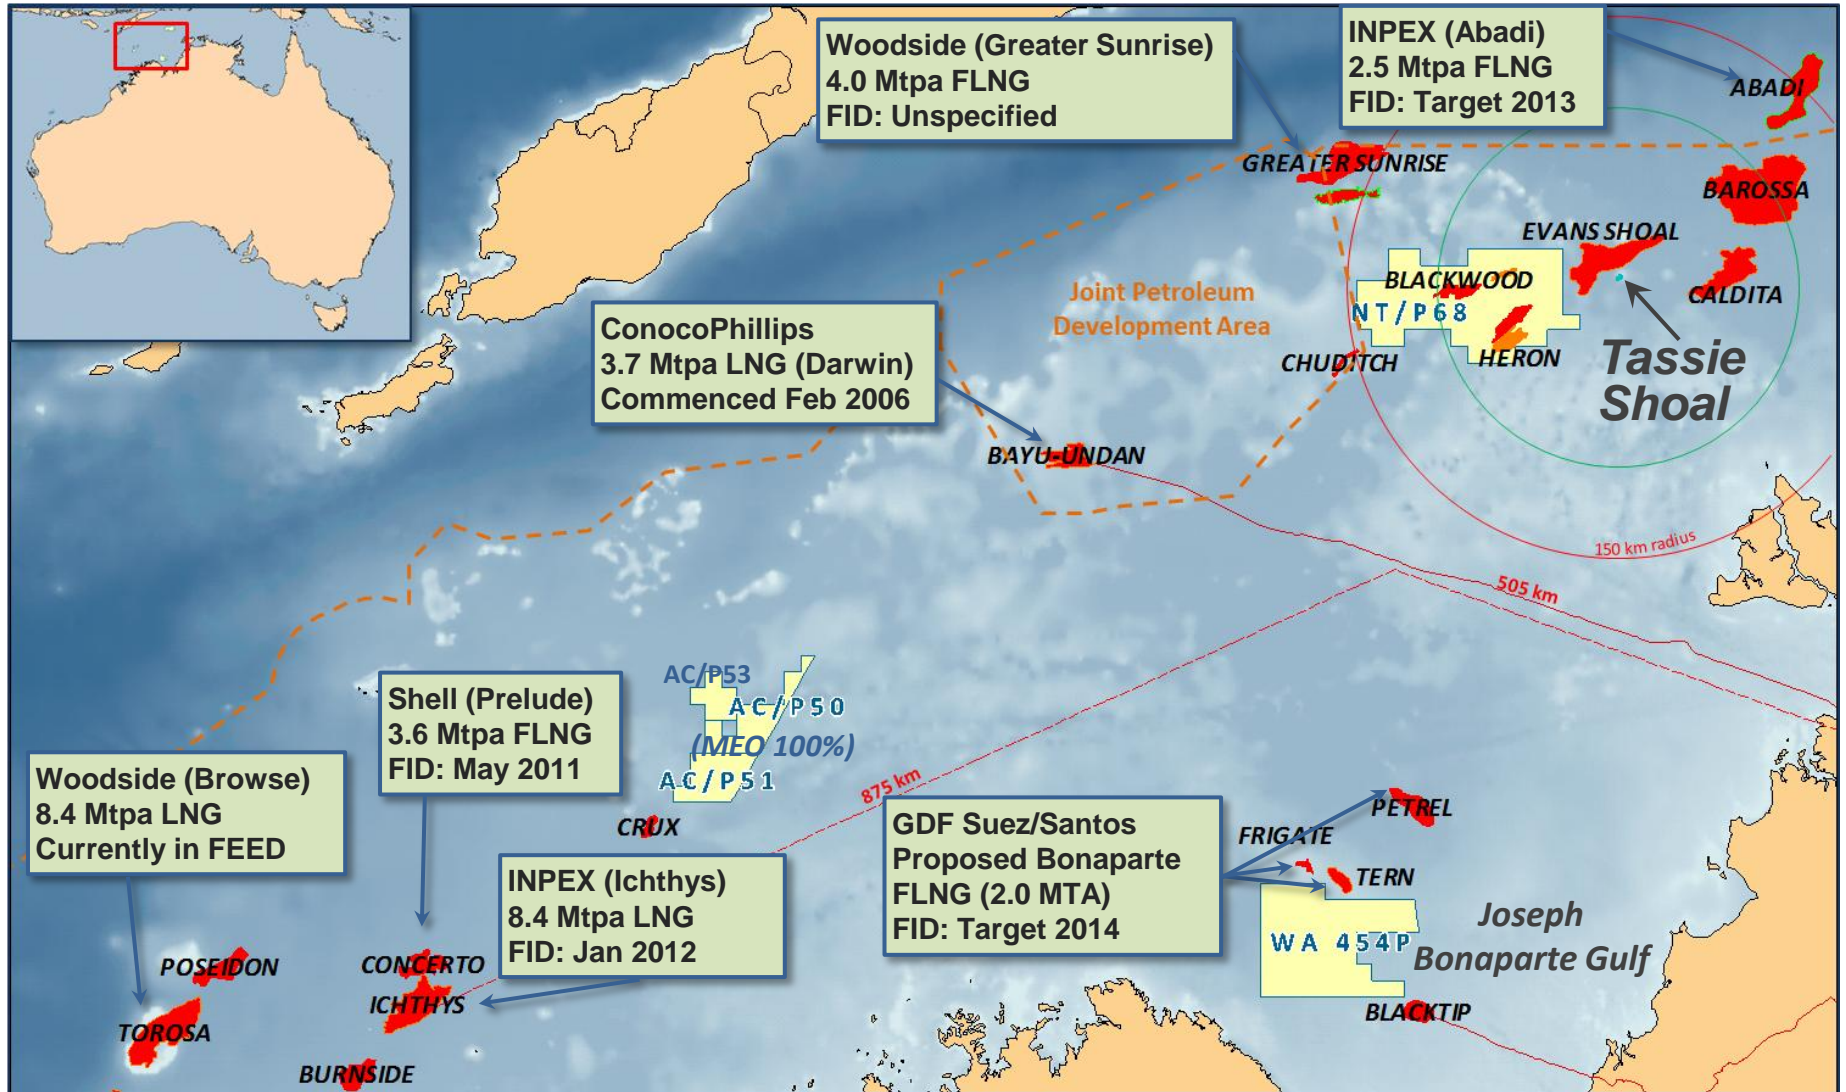 Woodside (Greater Sunrise)
4.0 Mtpa FLNG
FID: Unspecified
INPEX (Abadi)
2.5 Mtpa FLNG
FID: Target 2013
ABADI
GREATER SUNRISE
BAROSSA
EVANS SHOAL
BLACKWOOD
CALDITA
NT/P68
Joint Petroleum
Development Area
CHUDITCH
HERON
Tassie
Shoal
ConocoPhillips
3.7 Mtpa LNG (Darwin)
Commenced Feb 2006
BAYU-UNDAN
150 km radius
505 km
AC/P53
AC/P50
(MEO 100%)
AC/P51
875 km
Shell (Prelude)
3.6 Mtpa FLNG
FID: May 2011
Woodside (Browse)
8.4 Mtpa LNG
Currently in FEED
CRUX
INPEX (Ichthys)
8.4 Mtpa LNG
FID: Jan 2012
GDF Suez/Santos
Proposed Bonaparte
FLNG (2.0 MTA)
FID: Target 2014
PETREL
FRIGATE
TERN
Joseph
Bonaparte Gulf
WA 454P
BLACKTIP
POSEIDON
CONCERTO
ICHTHYS
TOROSA
BURNSIDE